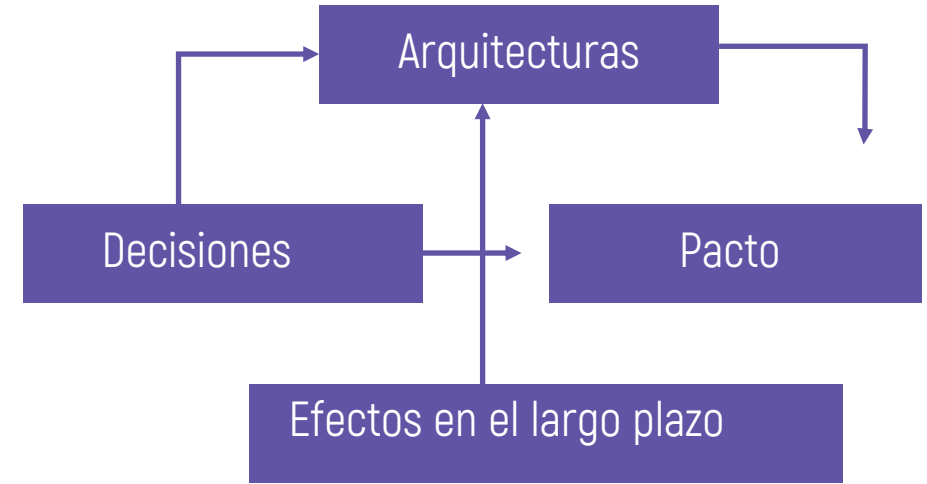 Arquitecturas
Decisiones
Pacto
Efectos en el largo plazo